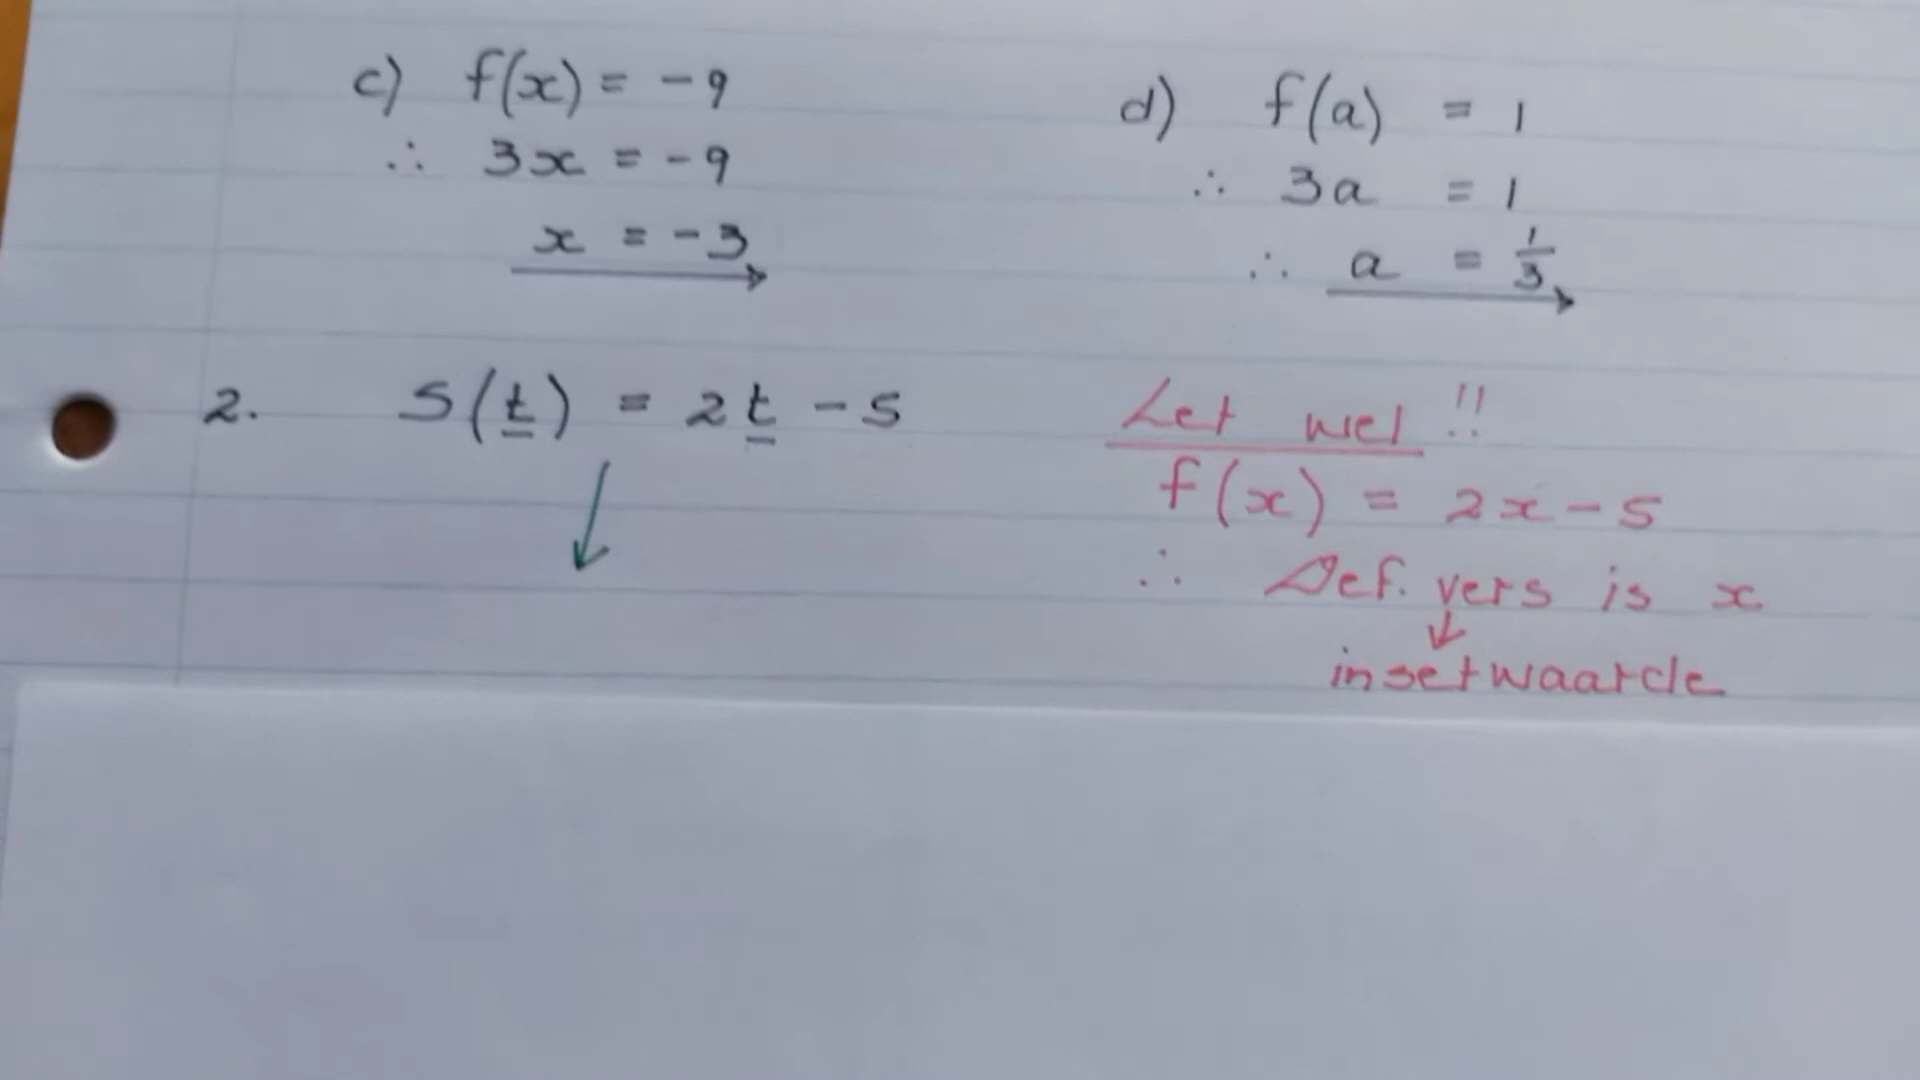 c) f(x) = -9
∴ 3x = -9
x = -3
d) f(a) = 1
∴ 3a = 1
∴ a = 1/3
2. S(t) = 2t - 5
Let wel !!
f(x) = 2x - 5
∴ Def. vers is x
↓
insetwaarde